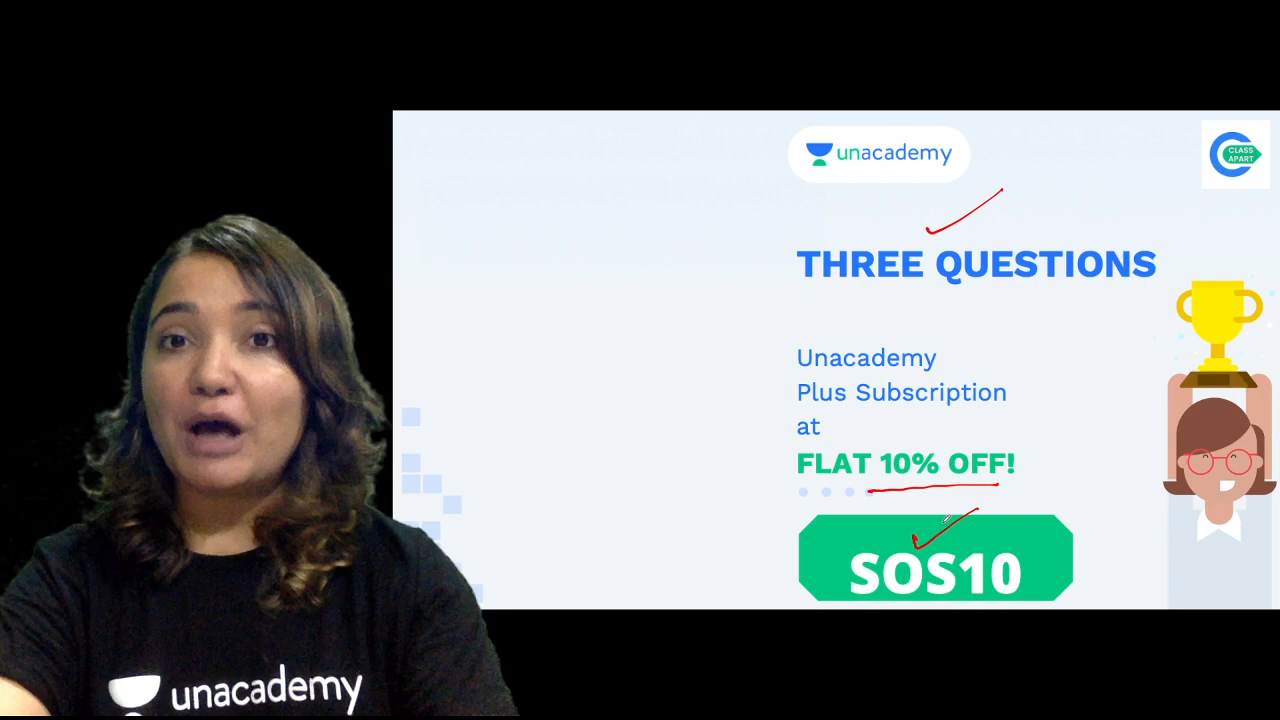 unacademy
CLASS
APART
THREE QUESTIONS
Unacademy
Plus Subscription
at
FLAT 10% OFF!
SOS10
unacademy